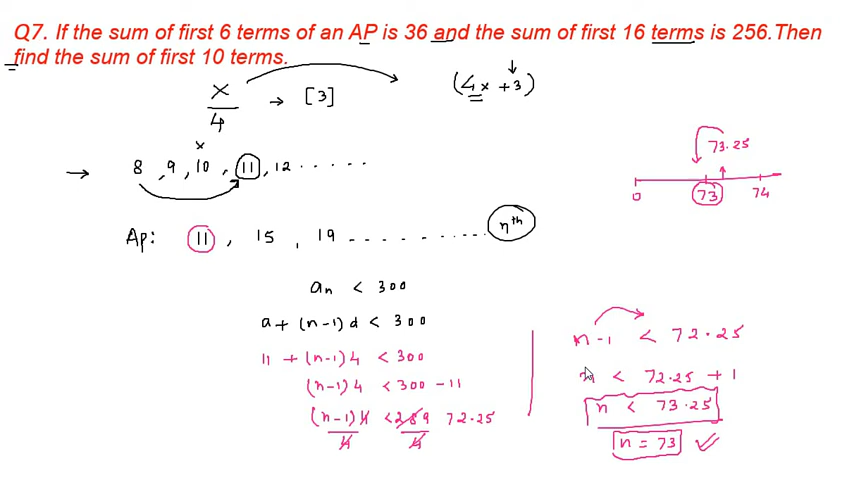 Q7. If the sum of first 6 terms of an AP is 36 and the sum of first 16 terms is 256.Then
find the sum of first 10 terms.
x/4 → [3]
(4x + 3)
x
→ 8, 9, 10, 11, 12 ......
73.25
0 73 74
Ap: 11, 15, 19 .......... nth
an < 300
a + (n-1) d < 300
11 + (n-1) 4 < 300
(n-1) 4 < 300 - 11
(n-1) 4/4 < 289/4 72.25
n - 1 < 72.25
n < 72.25 + 1
n < 73.25
n = 73 ✓